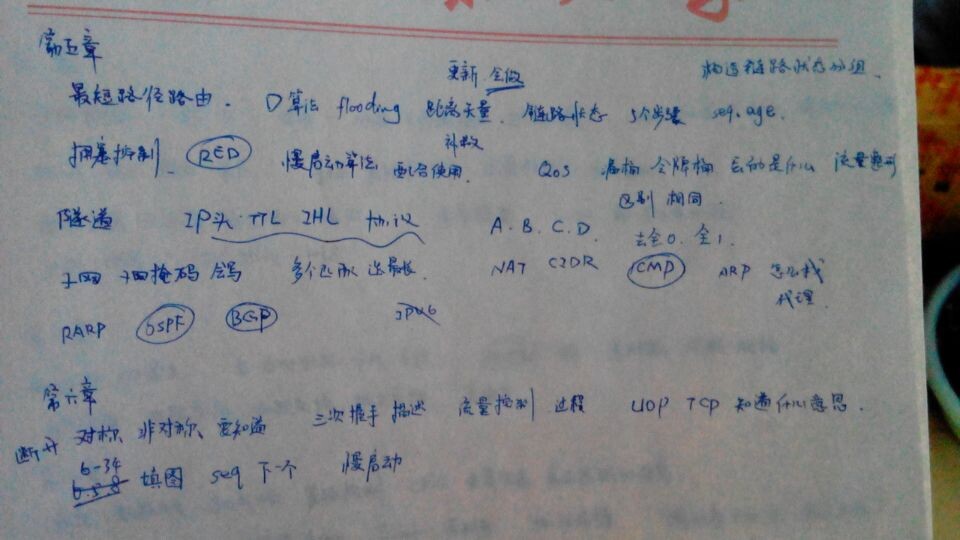 第五章
更新 全做 构造链路状态分组.
最短路径路由. D算法 flooding 距离矢量. 链路状态 5个步骤 seq.age.
补救
拥塞控制 RED 慢启动算法 配合使用. QoS 漏桶 令牌桶 目的是什么 流量
区别 相同.
隧道 IP头. TTL IHL 协议 A. B. C. D. 去全0. 全1.
子网 子网掩码 多个匹配 选最长. NAT CIDR ICMP ARP 怎么找
代理.
RARP OSPF BGP IPV6
第六章
断开 对称、非对称、要知道 三次握手 描述 流量控制 过程 UDP TCP 知道什么意思.
6-34
6.5.8 填图 seq 下一个 慢启动